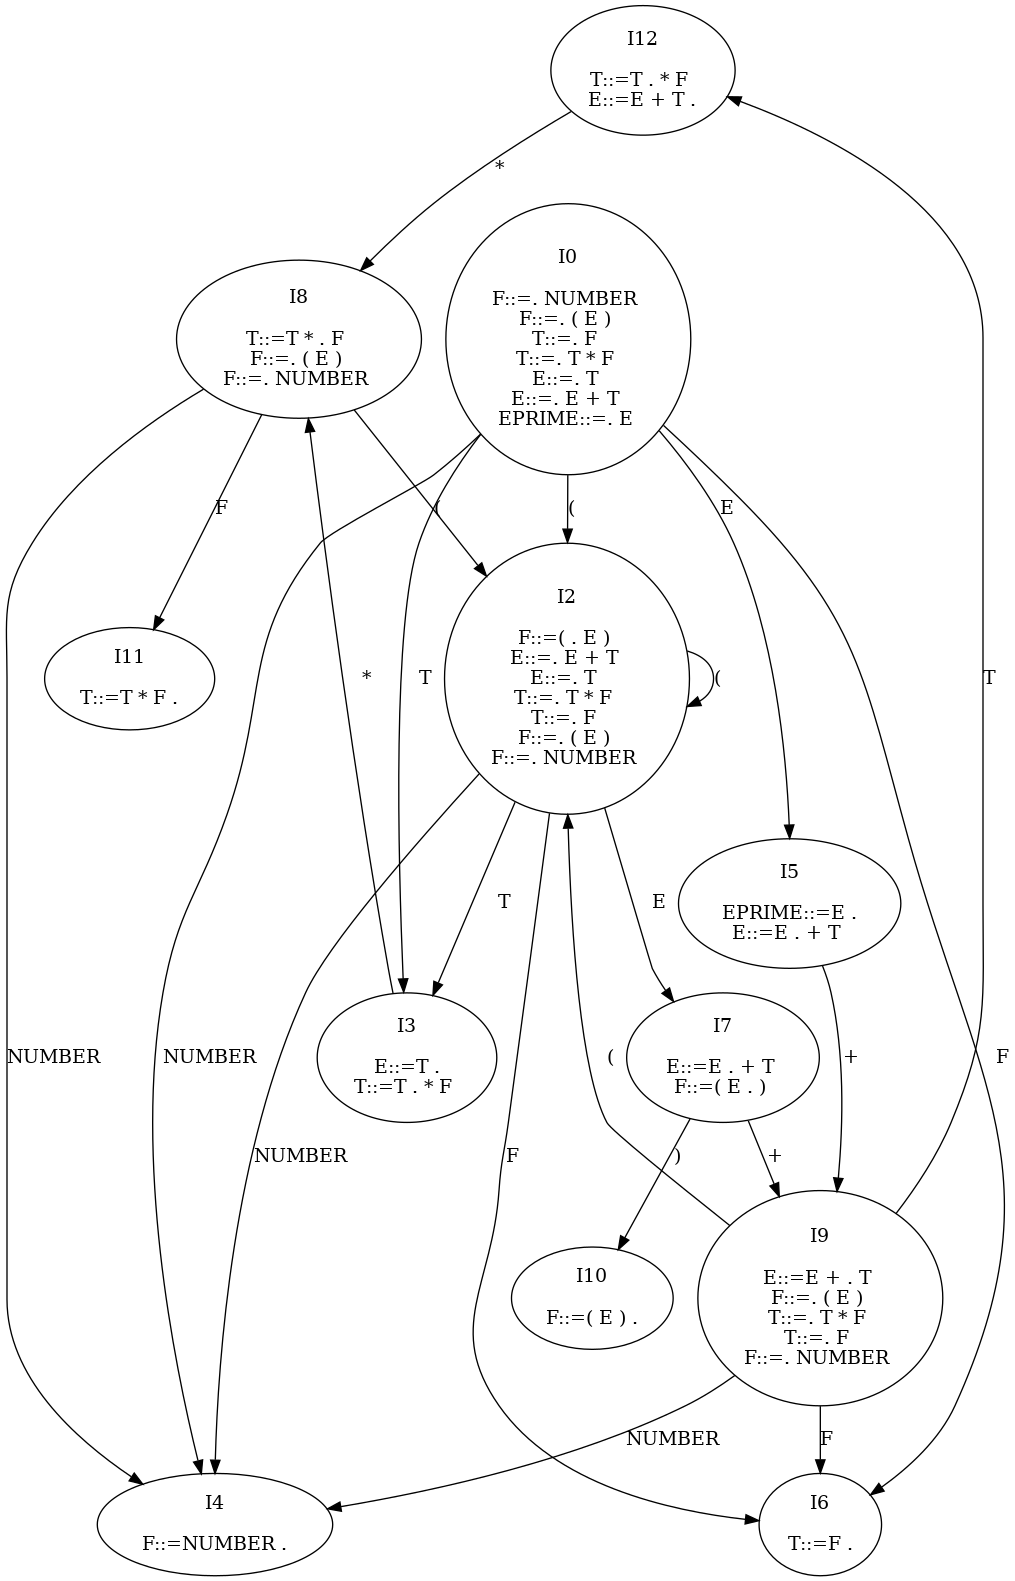 I12
T::=T . * F
E::=E + T .
*
I0
F::=. NUMBER
F::=. ( E )
T::=. F
T::=. T * F
E::=. T
E::=. E + T
EPRIME::=. E
I8
T::=T * . F
F::=. ( E )
F::=. NUMBER
F
(
(
E
I2
F::=( . E )
E::=. E + T
E::=. T
T::=. T * F
T::=. F
F::=. ( E )
F::=. NUMBER
I11
T::=T * F .
*
T
(
T
I5
EPRIME::=E .
E::=E . + T
T
E
I3
E::=T .
T::=T . * F
I7
E::=E . + T
F::=( E . )
NUMBER
NUMBER
(
+
F
NUMBER
F
)
+
I9
E::=E + . T
F::=. ( E )
T::=. T * F
T::=. F
F::=. NUMBER
I10
F::=( E ) .
NUMBER
F
I4
F::=NUMBER .
I6
T::=F .